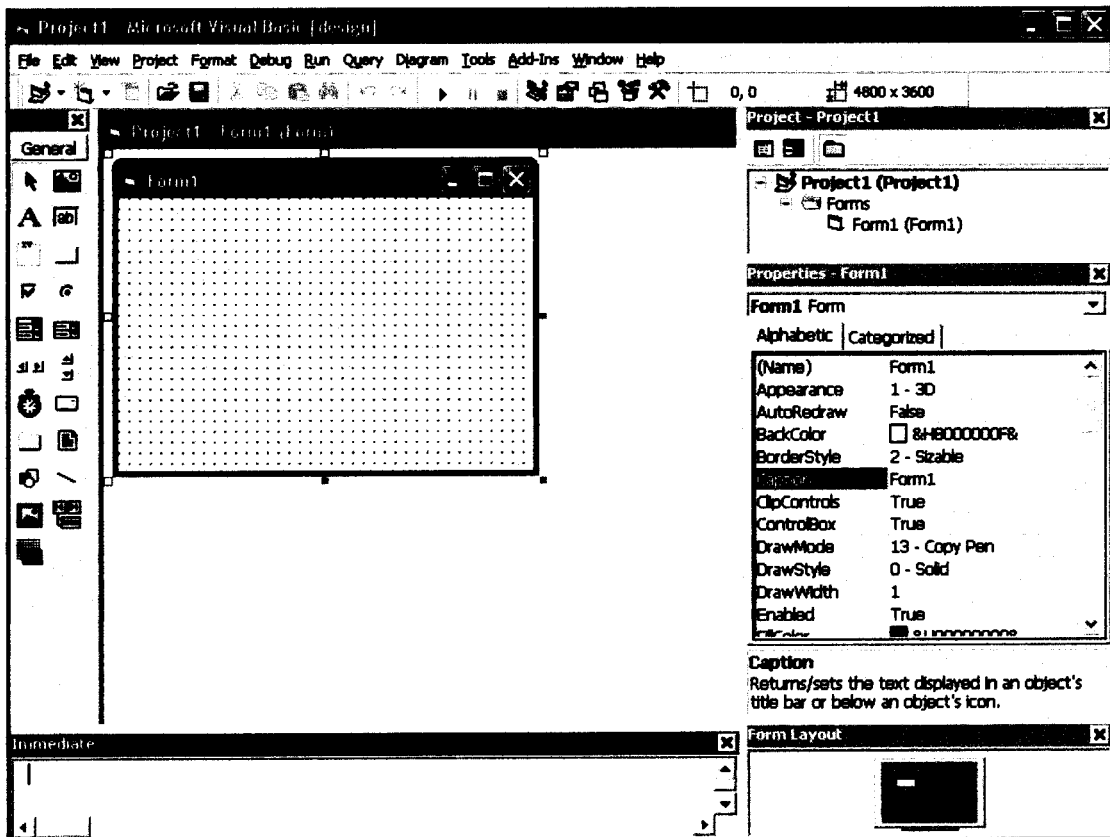 Project1 - Microsoft Visual Basic [design]
File Edit View Project Format Debug Run Query Diagram Tools Add-Ins Window Help
0,0 4800 x 3600
General
A ab
Project1 - Form1 (Form)
Form1
Project - Project1
Project1 (Project1)
Forms
Form1 (Form1)
Properties - Form1
Form1 Form
Alphabetic Categorized
(Name) Form1
Appearance 1 - 3D
AutoRedraw False
BackColor &H8000000F&
BorderStyle 2 - Sizable
Caption Form1
ClipControls True
ControlBox True
DrawMode 13 - Copy Pen
DrawStyle 0 - Solid
DrawWidth 1
Enabled True
FillColor
Caption
Returns/sets the text displayed in an object's
title bar or below an object's icon.
Immediate
Form Layout